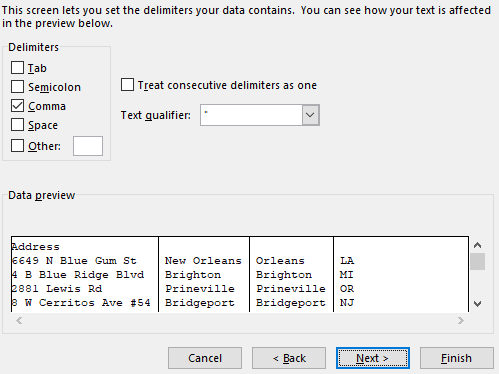 This screen lets you set the delimiters your data contains.  You can see how your text is affected
in the preview below.
Delimiters
Tab
Semicolon
Comma
Space
Other:
Treat consecutive delimiters as one
Text qualifier: "
Data preview
Address
6649 N Blue Gum St New Orleans Orleans LA
4 B Blue Ridge Blvd Brighton Brighton MI
2881 Lewis Rd Prineville Prineville OR
8 W Cerritos Ave #54 Bridgeport Bridgeport NJ
Cancel < Back Next > Finish